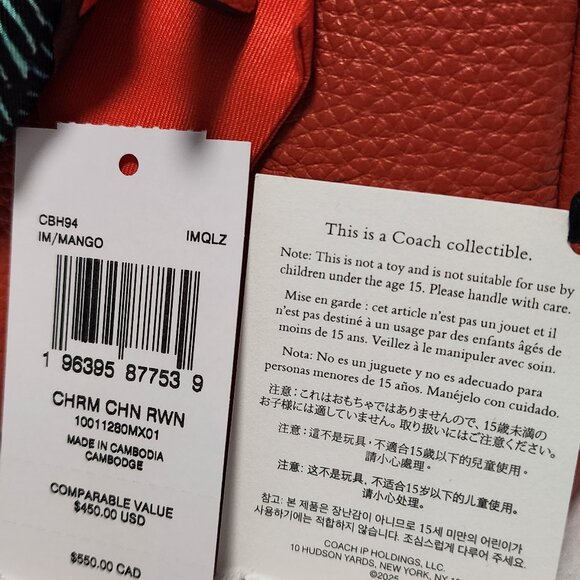 CBH94
IM/MANGO IMQLZ
1 96395 87753 9
CHRM CHN RWN
10011280MX01
MADE IN CAMBODIA
CAMBODGE
COMPARABLE VALUE
$450.00 USD
$550.00 CAD
This is a Coach collectible.
Note: This is not a toy and is not suitable for use by
children under the age 15. Please handle with care.
Mise en garde : cet article n'est pas un jouet et il
n'est pas destiné à un usage par des enfants âgés de
moins de 15 ans. Veillez à le manipuler avec soin.
Nota: No es un juguete y no es adecuado para
personas menores de 15 años. Manéjelo con cuidado.
注意：これはおもちゃではありませんので、15歳未満の
お子様には適していません。取り扱いにはご注意ください。
注意：這不是玩具，不適合15歲以下的兒童使用。
請小心處理。
注意：这不是玩具，不适合15岁以下的儿童使用。
请小心处理。
참고: 본 제품은 장난감이 아니므로 15세 미만의 어린이가
사용하기에는 적합하지 않습니다. 조심스럽게 다루어 주세요.
COACH IP HOLDINGS, LLC.
10 HUDSON YARDS, NEW YORK, NY
©2025